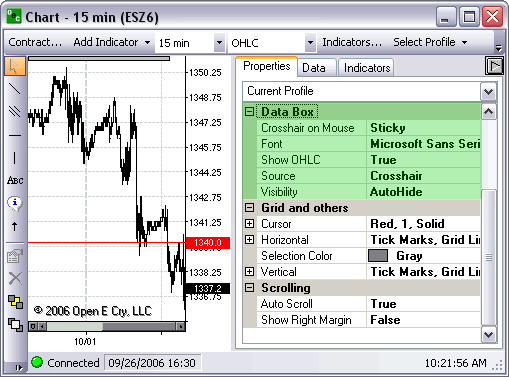 Chart - 15 min (ESZ6)
Contract... Add Indicator 15 min OHLC Indicators... Select Profile
Properties Data Indicators
Current Profile
Data Box
Crosshair on Mouse Sticky
Font Microsoft Sans Seri
Show OHLC True
Source Crosshair
Visibility AutoHide
Grid and others
Cursor Red, 1, Solid
Horizontal Tick Marks, Grid Lin
Selection Color Gray
Vertical Tick Marks, Grid Lin
Scrolling
Auto Scroll True
Show Right Margin False
ABC
1350.25
1348.75
1347.25
1345.75
1344.25
1342.75
1341.25
1340.0
1339.75
1338.25
1337.2
1336.75
© 2006 Open E Cry, LLC
10/01
Connected 09/26/2006 16:30 10:21:56 AM